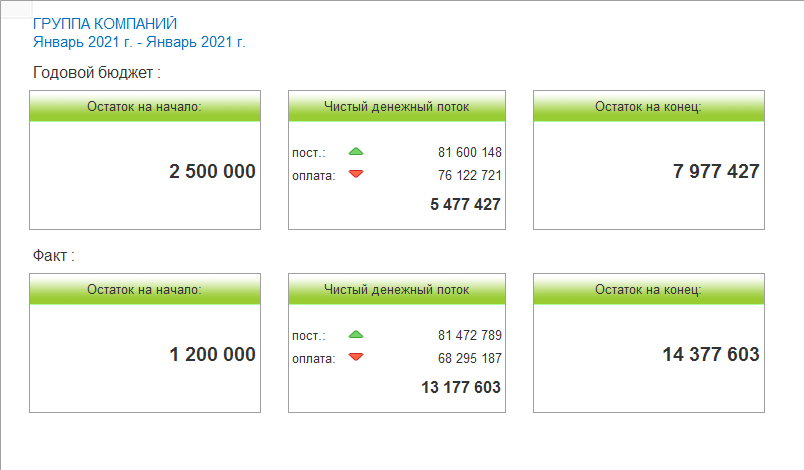 ГРУППА КОМПАНИЙ
Январь 2021 г. - Январь 2021 г.
Годовой бюджет :
Остаток на начало:
2 500 000
Чистый денежный поток
пост.: 81 600 148
оплата: 76 122 721
5 477 427
Остаток на конец:
7 977 427
Факт :
Остаток на начало:
1 200 000
Чистый денежный поток
пост.: 81 472 789
оплата: 68 295 187
13 177 603
Остаток на конец:
14 377 603